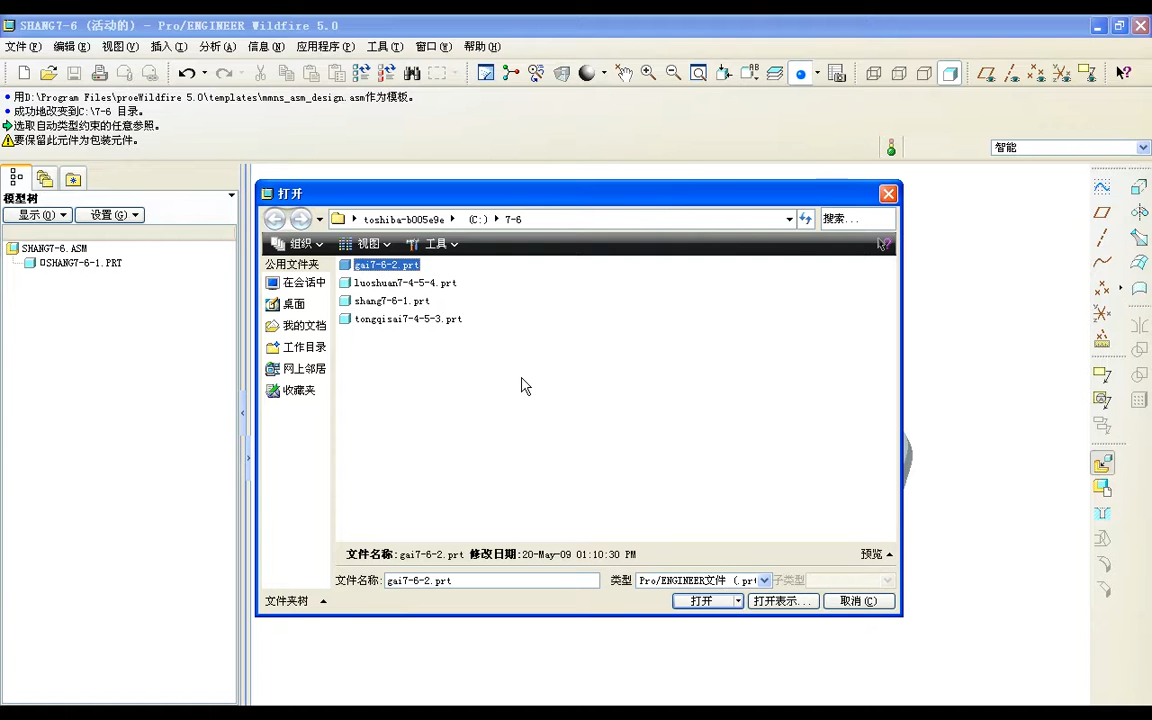 SHANG7-6 (活动的) - Pro/ENGINEER Wildfire 5.0
文件(F) 编辑(E) 视图(V) 插入(I) 分析(A) 信息(N) 应用程序(P) 工具(T) 窗口(W) 帮助(H)
用D:\Program Files\proeWildfire 5.0\templates\mmns_asm_design.asm作为模板。
成功地改变到C:\7-6 目录。
选取自动类型约束的任意参照。
要保留此元件为包装元件。
智能
模型树
显示(O) 设置(G)
SHANG7-6.ASM
SHANG7-6-1.PRT
打开
toshiba-b005e9e (C:) 7-6 搜索...
组织 视图 工具
公用文件夹
在会话中
桌面
我的文档
工作目录
网上邻居
收藏夹
gai7-6-2.prt
luoshuan7-4-5-4.prt
shang7-6-1.prt
tongqisai7-4-5-3.prt
文件名称:gai7-6-2.prt 修改日期:20-May-09 01:10:30 PM 预览
文件名称: gai7-6-2.prt 类型 Pro/ENGINEER文件 (.prt 子类型
文件夹树 打开 打开表示... 取消(C)